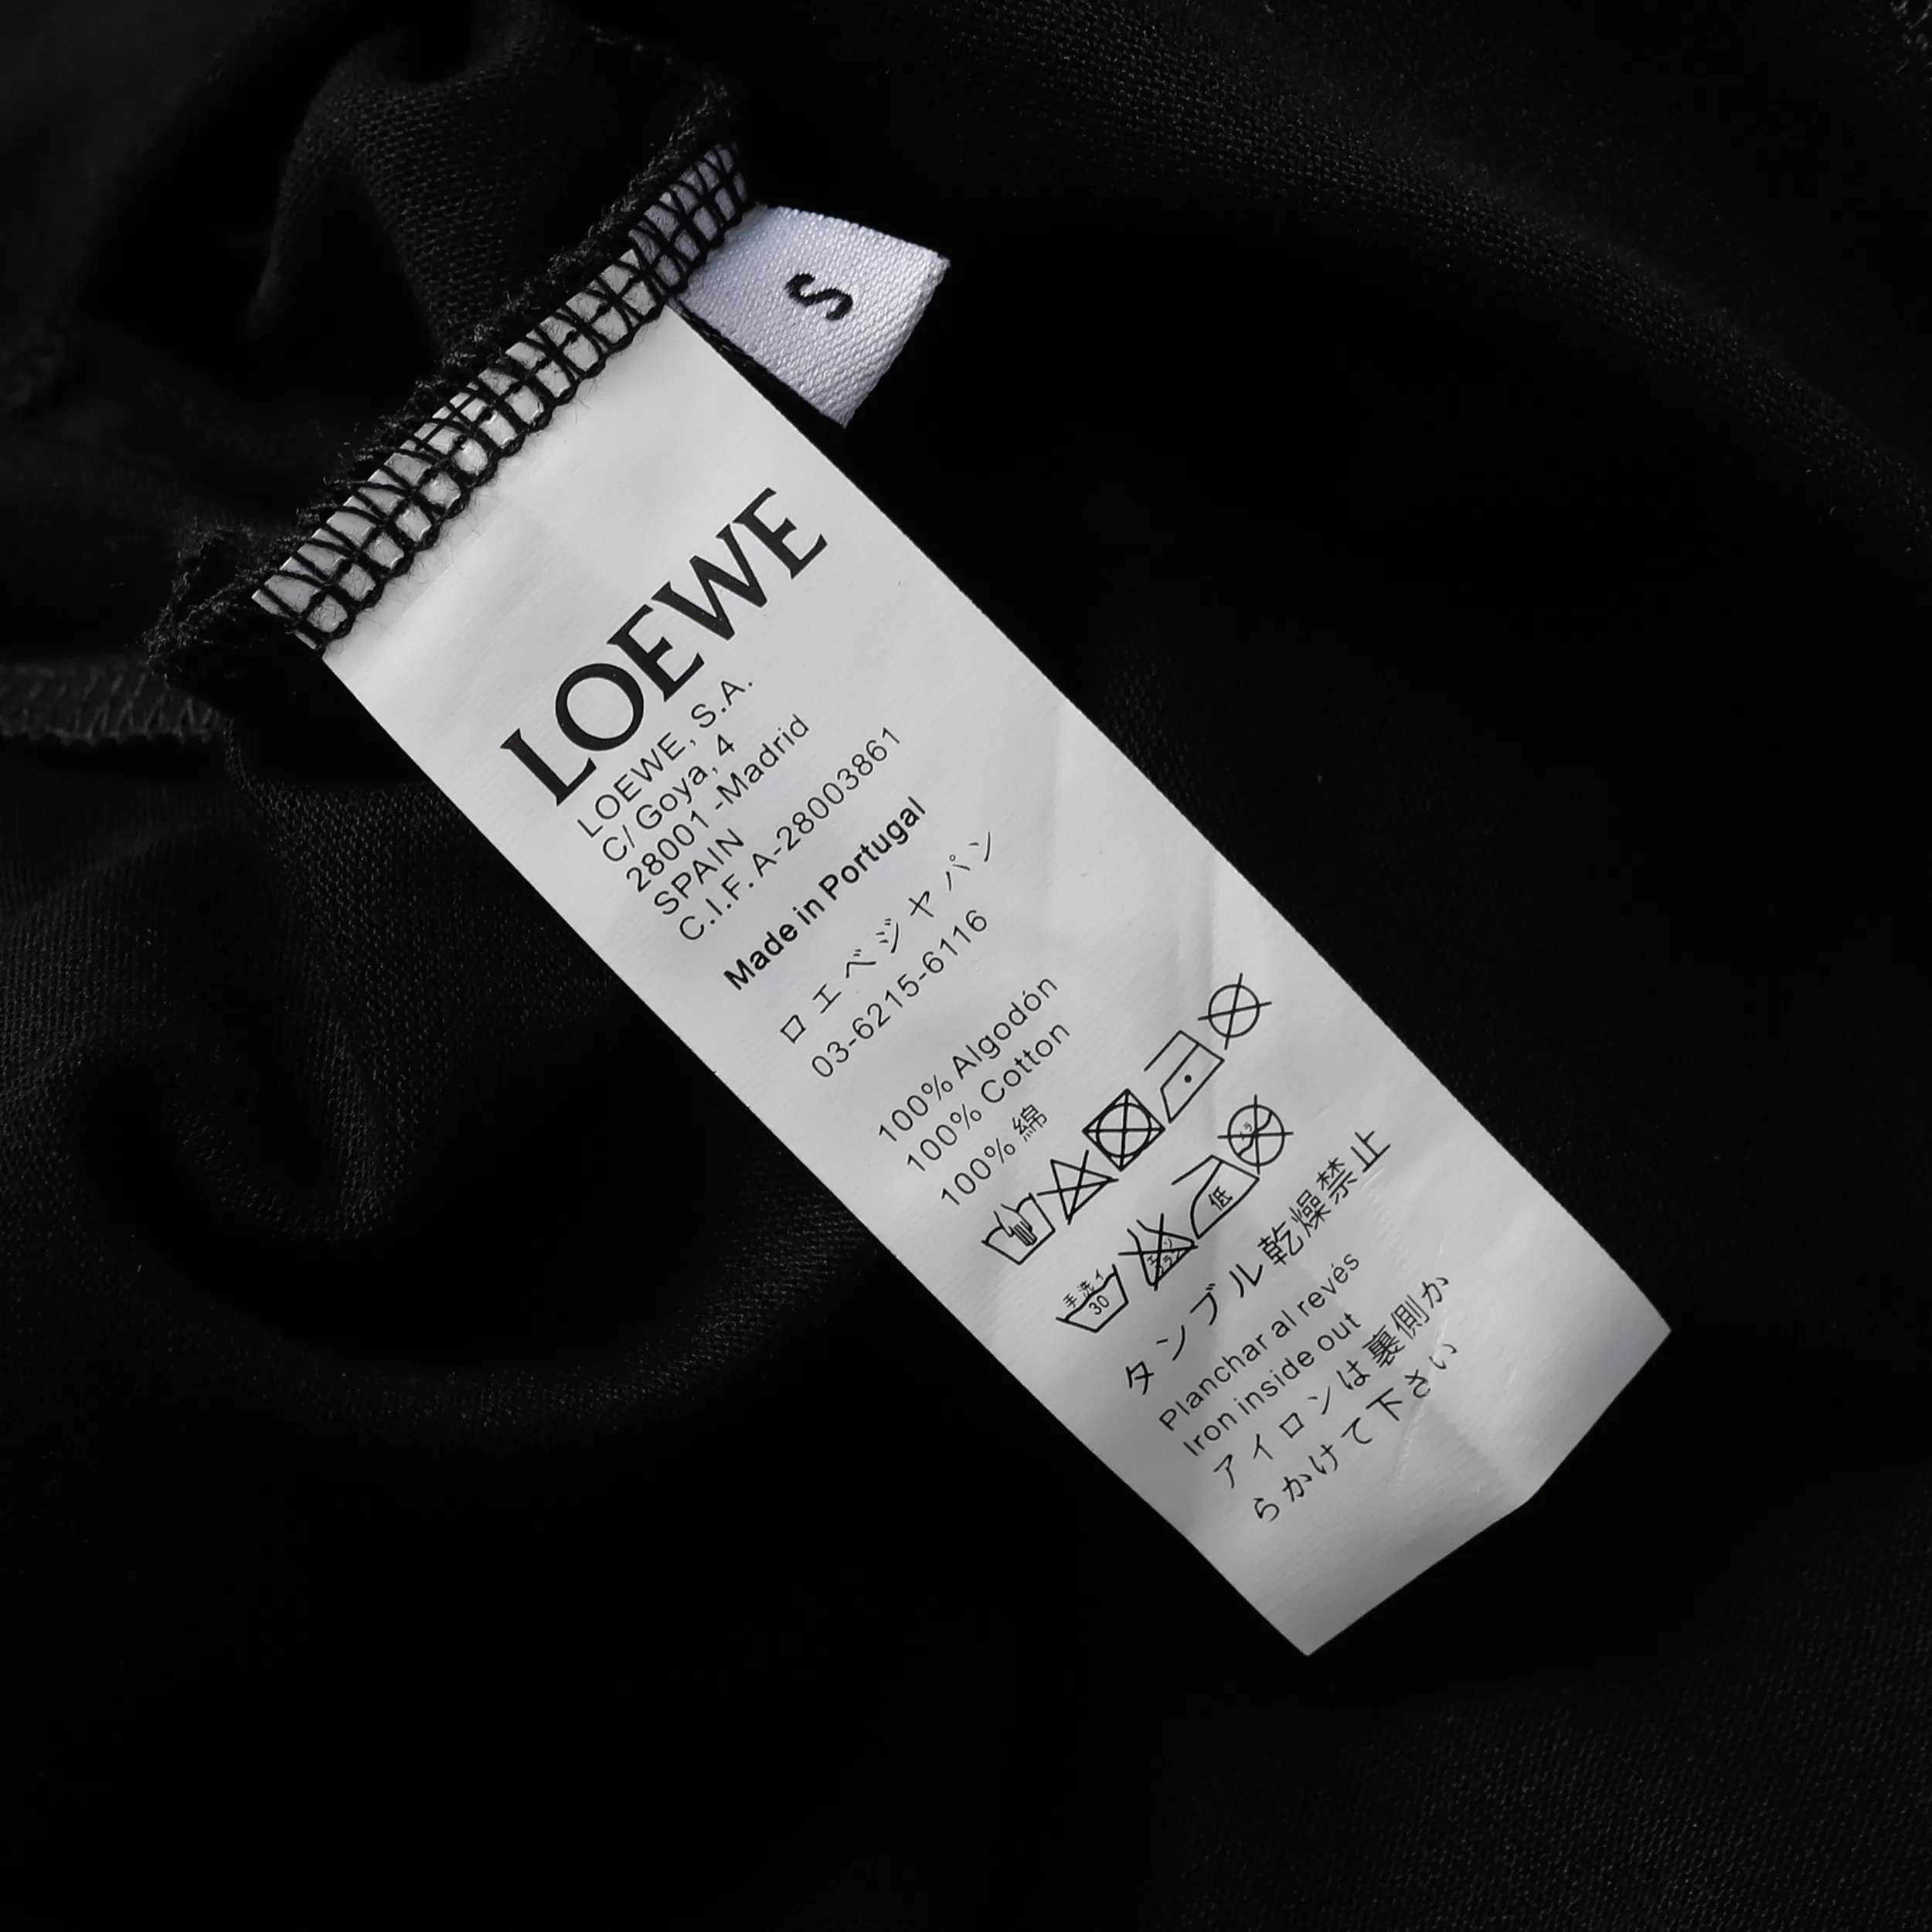 S
LOEWE
LOEWE, S.A.
C/Goya, 4
28001-Madrid
SPAIN
C.I.F. A-28003861
Made in Portugal
ロエベジャパン
03-6215-6116
100% Algodón
100% Cotton
100% 綿
手洗イ
30
低
タンブル乾燥禁止
Planchar al revés
Iron inside out
アイロンは裏側か
らかけて下さい